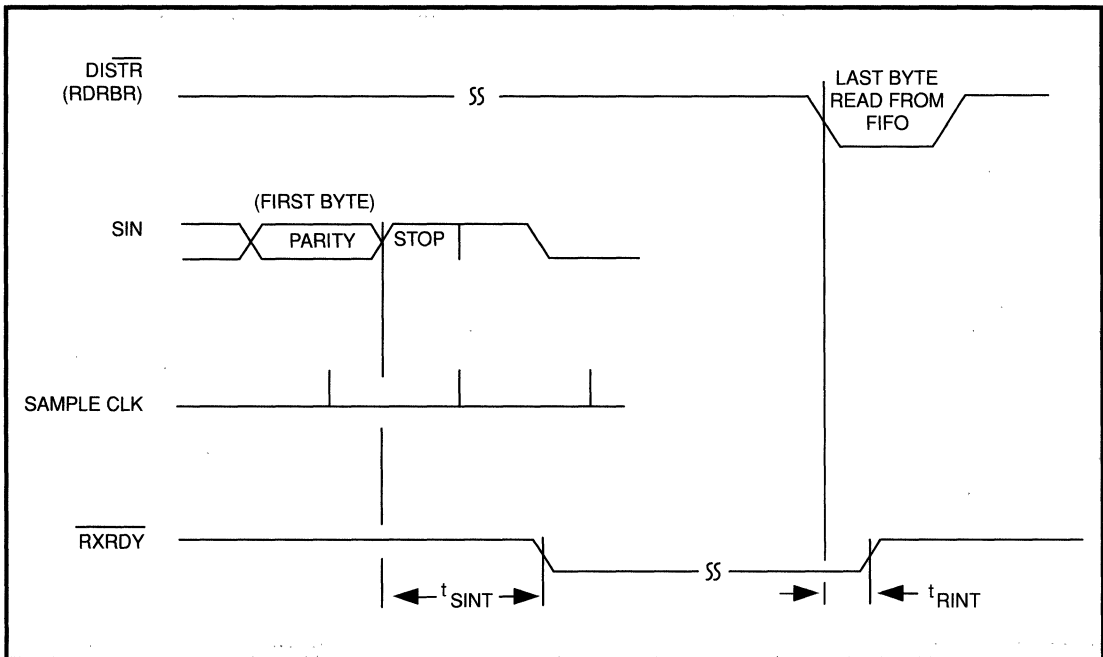 DISTR
(RDRBR)
LAST BYTE
READ FROM
FIFO
(FIRST BYTE)
SIN
PARITY
STOP
SAMPLE CLK
RXRDY
tSINT
tRINT